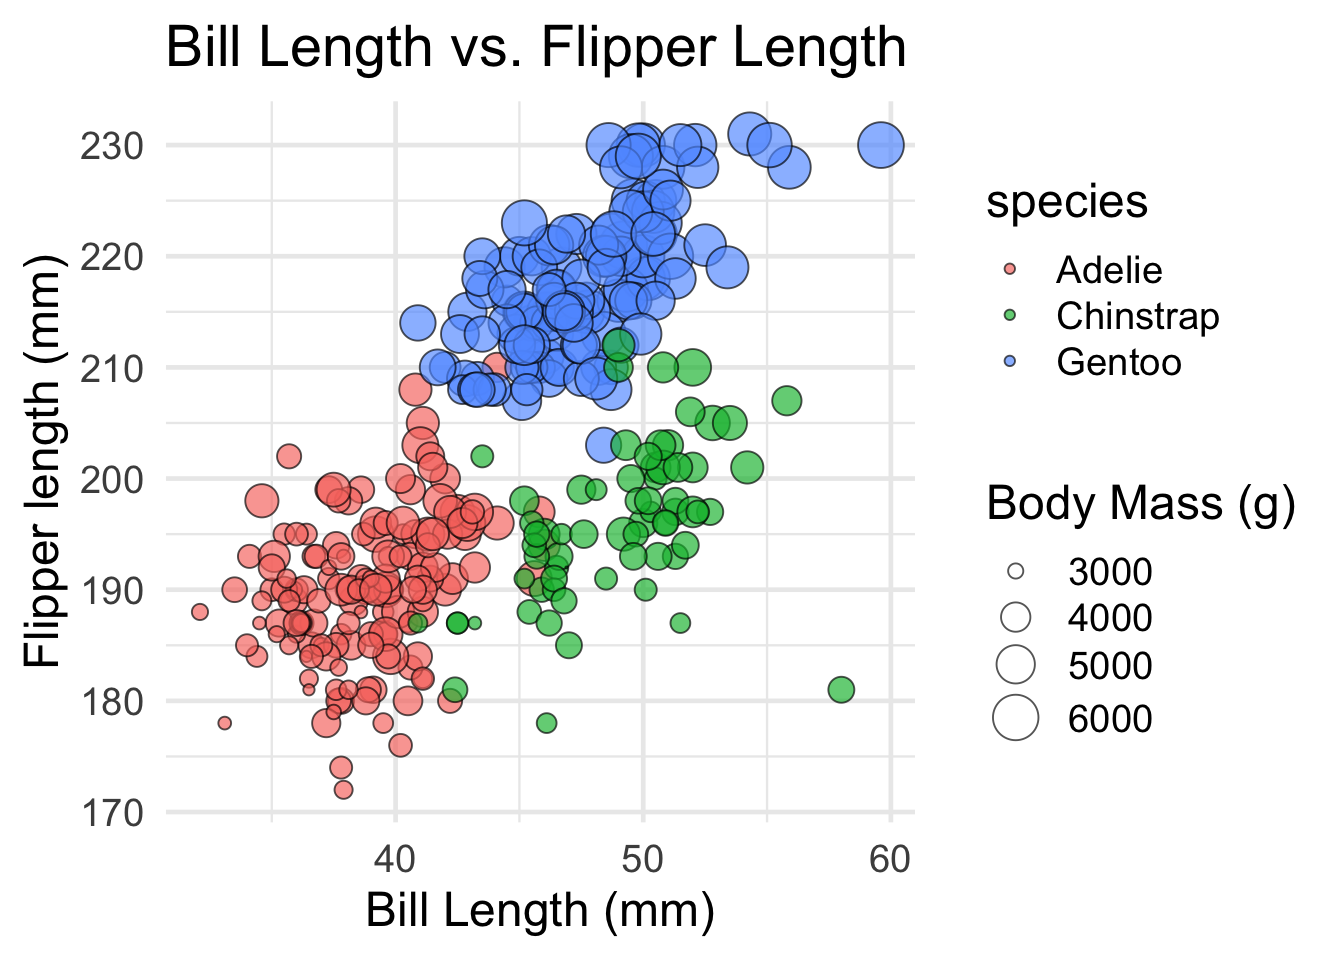 Bill Length vs. Flipper Length
Flipper length (mm)
230
220
210
200
190
180
170
40 50 60
Bill Length (mm)
species
Adelie
Chinstrap
Gentoo
Body Mass (g)
3000
4000
5000
6000